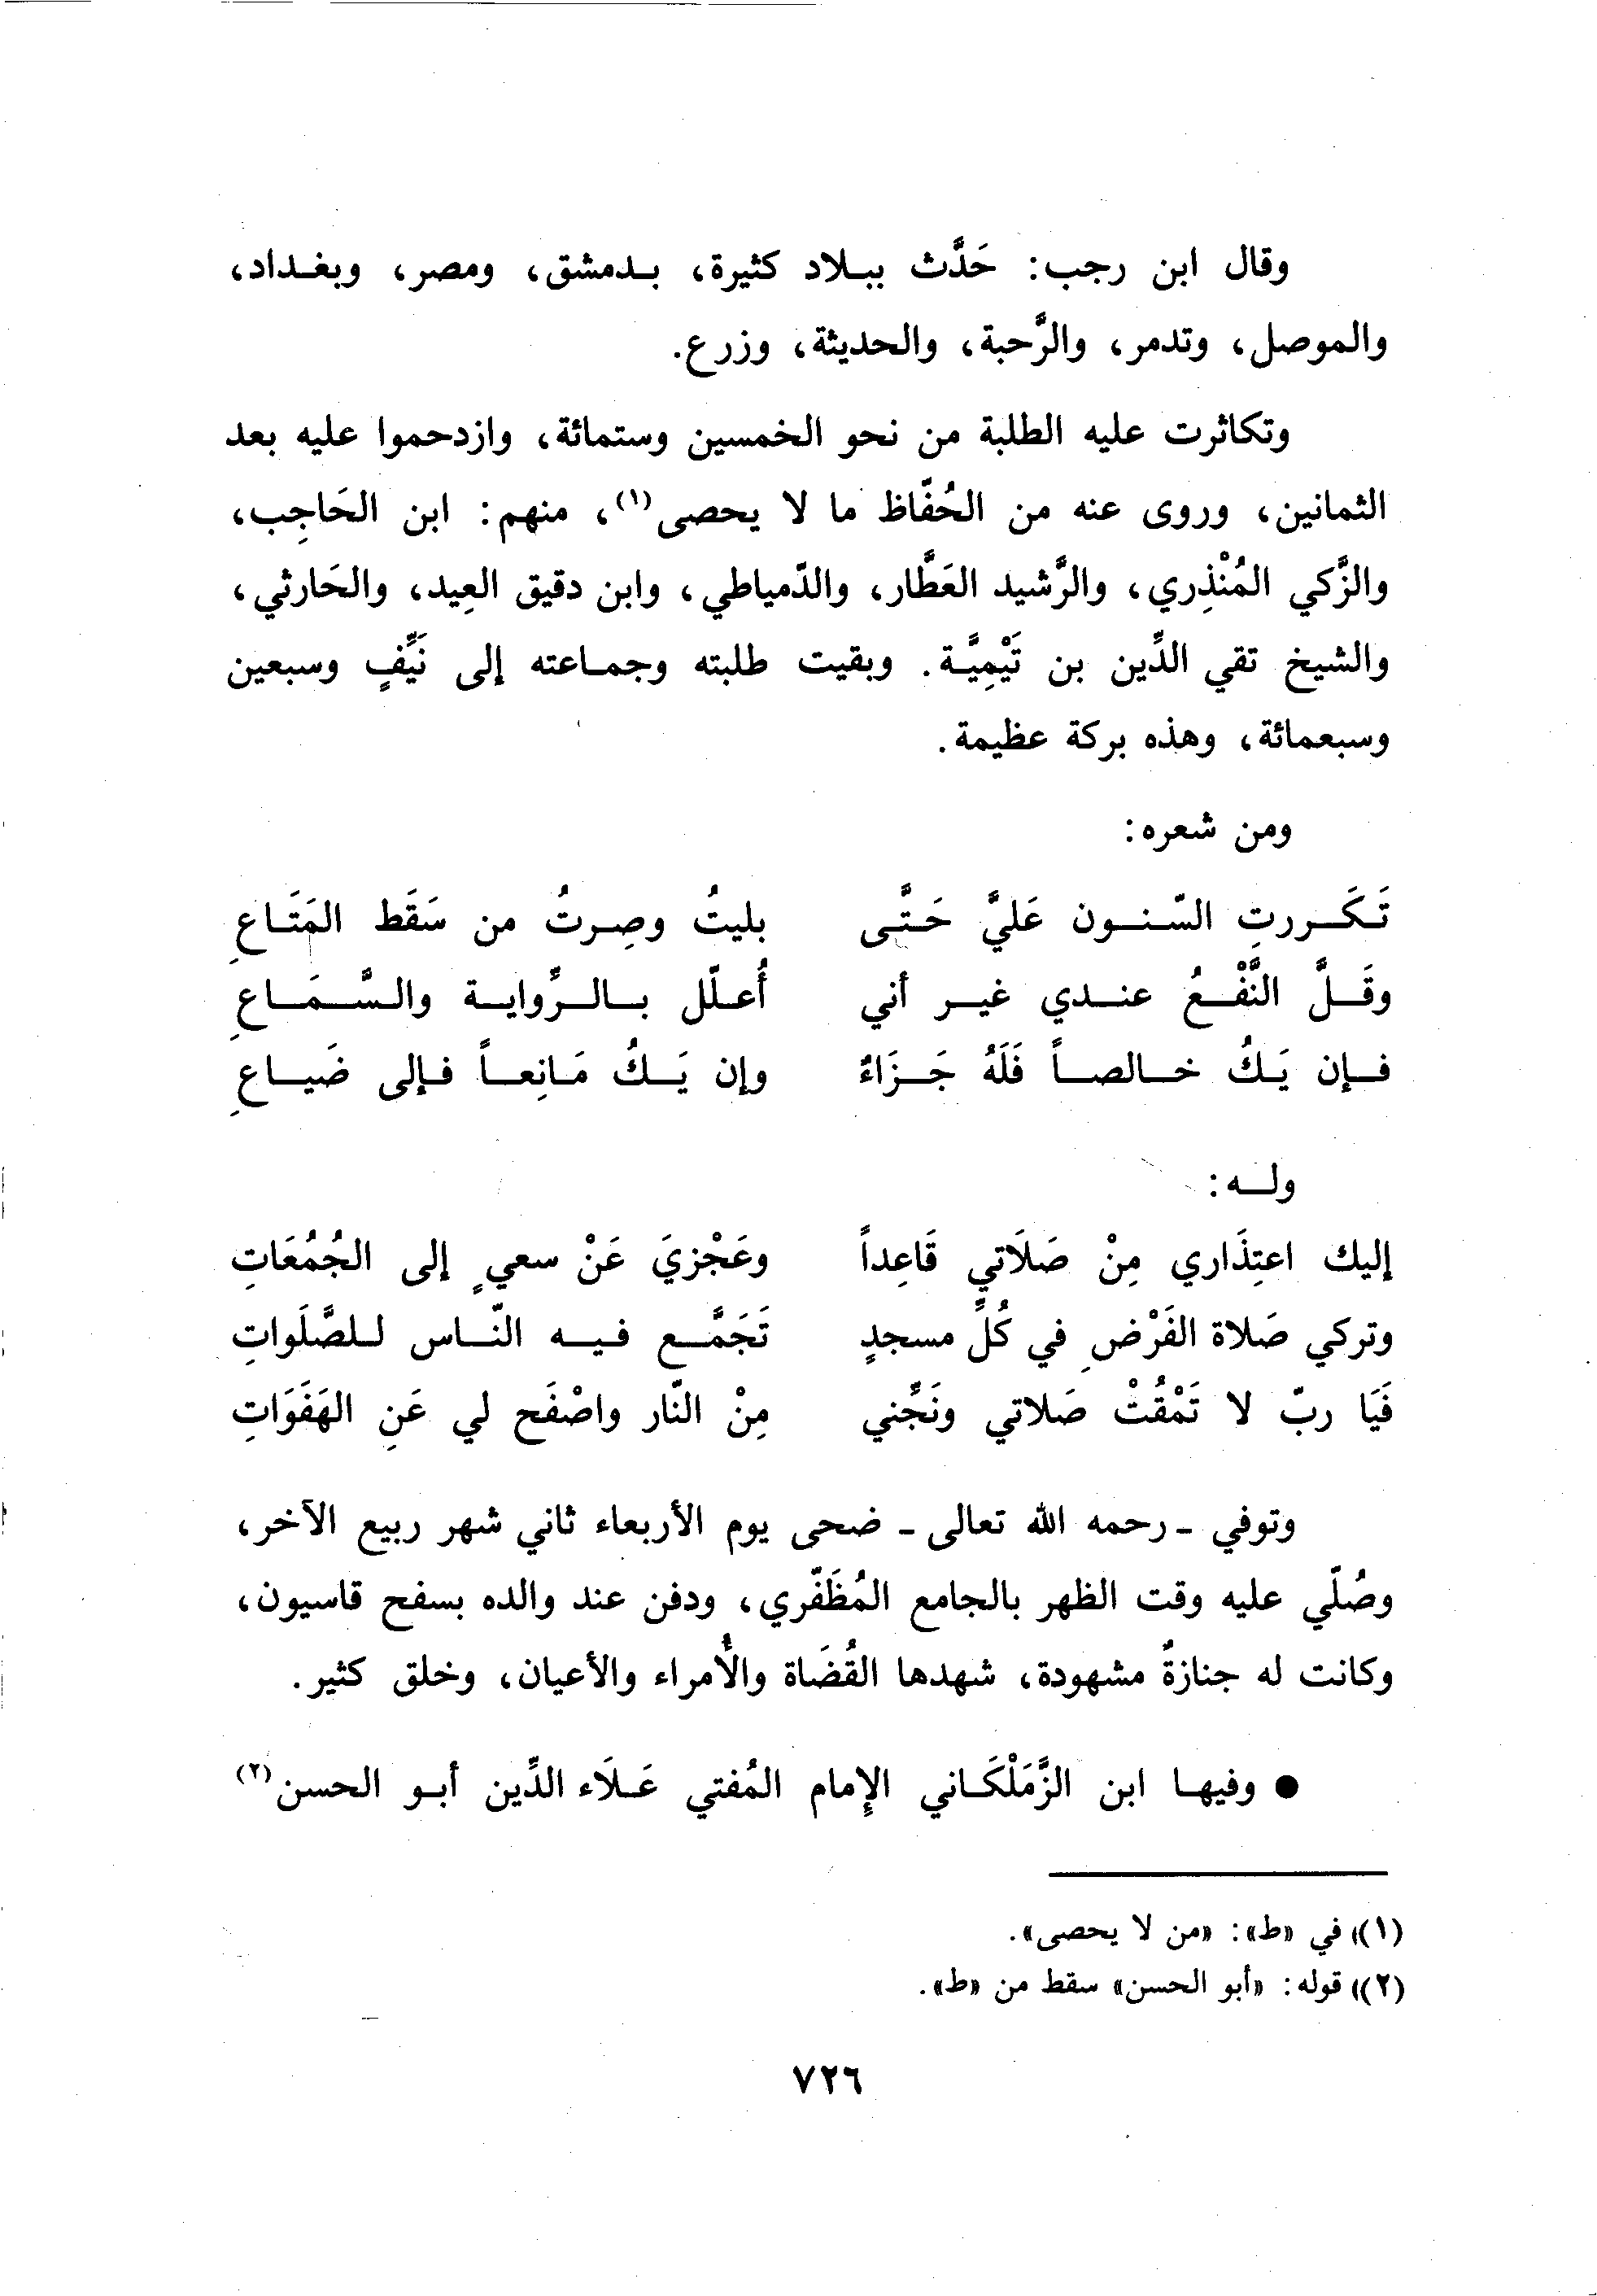 وقال ابن رجب: حَدَّث ببلاد كثيرة، بدمشق، ومصر، وبغداد،
والموصل، وتدمر، والرَّحبة، والحديثة، وزرع.
وتكاثرت عليه الطلبة من نحو الخمسين وستمائة، وازدحموا عليه بعد
الثمانين، وروى عنه من الحُفَّاظ ما لا يحصى(١)، منهم: ابن الحَاجِب،
والزَّكي المُنْذِري، والرَّشيد العَطَّار، والدّمياطي، وابن دقيق العِيد، والحَارثي،
والشيخ تقي الدِّين بن تَيْمِيَّة. وبقيت طلبته وجماعته إلى نَيِّفٍ وسبعين
وسبعمائة، وهذه بركة عظيمة.
ومن شعره:
تَكَررتِ السّنون عَليَّ حَتَّى بليتُ وصِرتُ من سَقَط المَتَاعِ
وقَلَّ النَّفْعُ عندي غير أني أُعلّل بالرِّواية والسَّمَاعِ
فإن يَكُ خالصاً فَلَهُ جَزَاءٌ وإن يَكُ مَانِعاً فإلى ضَياعِ
وله:
إليك اعتِذَاري مِنْ صَلَاتي قَاعِداً وعَجْزيَ عَنْ سعيٍ إلى الجُمُعَاتِ
وتركي صَلاة الفَرْضِ في كُلِّ مسجدٍ تَجَمَّع فيه النّاس للصَّلَواتِ
فَيَا ربّ لا تَمْقُتْ صَلاتي ونَجِّني مِنْ النّار واصْفَح لي عَنِ الهَفَوَاتِ
وتوفي - رحمه الله تعالى - ضحى يوم الأربعاء ثاني شهر ربيع الآخر،
وصُلّي عليه وقت الظهر بالجامع المُظَفّري، ودفن عند والده بسفح قاسيون،
وكانت له جنازةٌ مشهودة، شهدها القُضَاة والأُمراء والأعيان، وخلق كثير.
● وفيها ابن الزَّمَلْكَاني الإِمام المُفتي عَلَاء الدِّين أبو الحسن(٢)
(١)) في «ط»: «من لا يحصى».
(٢)) قوله: «أبو الحسن» سقط من «ط».
٧٢٦